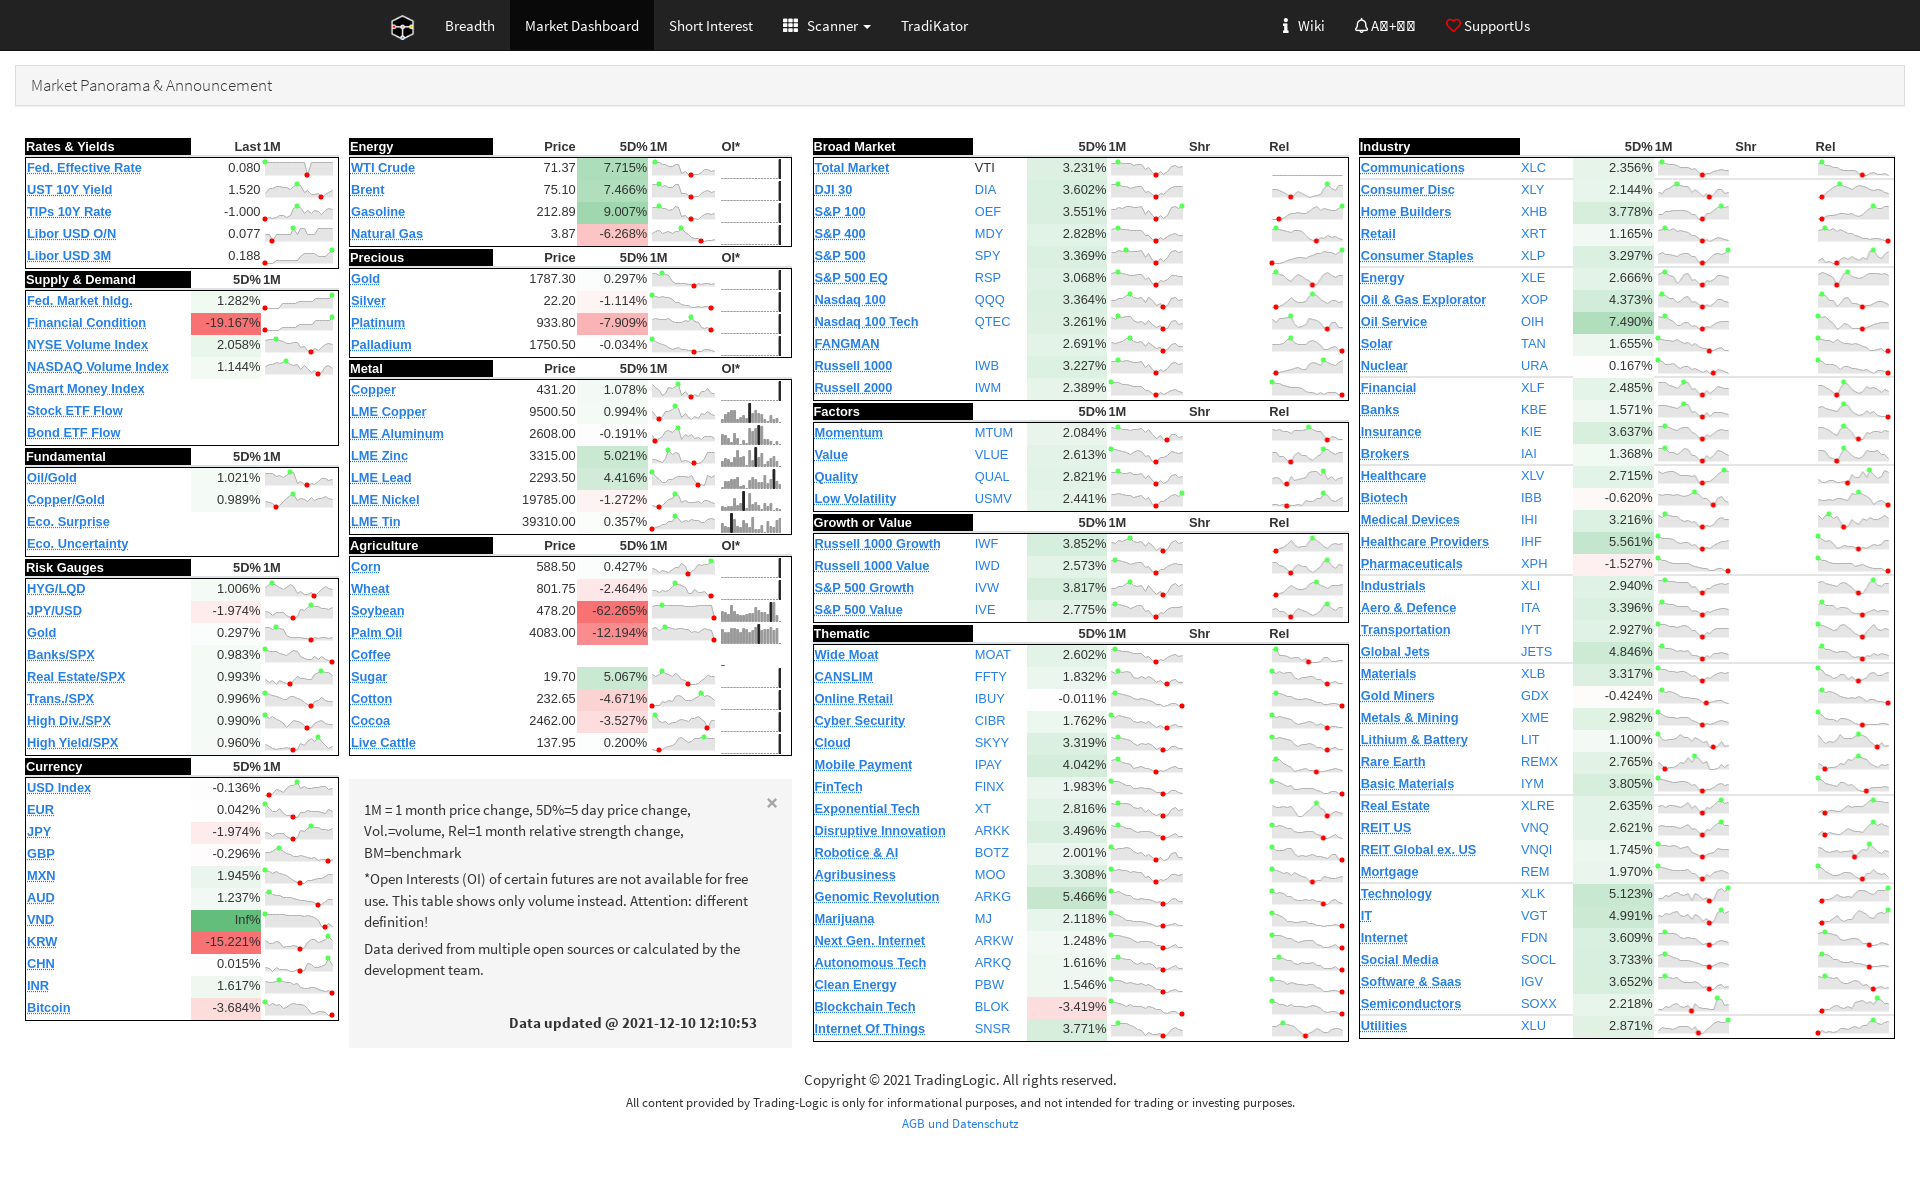 Breadth
Market Dashboard
Short Interest
Scanner
TradiKator
Wiki
SupportUs
Market Panorama & Announcement
Rates & Yields Last 1M
Fed. Effective Rate 0.080
UST 10Y Yield 1.520
TIPs 10Y Rate -1.000
Libor USD O/N 0.077
Libor USD 3M 0.188
Supply & Demand 5D% 1M
Fed. Market hldg. 1.282%
Financial Condition -19.167%
NYSE Volume Index 2.058%
NASDAQ Volume Index 1.144%
Smart Money Index
Stock ETF Flow
Bond ETF Flow
Fundamental 5D% 1M
Oil/Gold 1.021%
Copper/Gold 0.989%
Eco. Surprise
Eco. Uncertainty
Risk Gauges 5D% 1M
HYG/LQD 1.006%
JPY/USD -1.974%
Gold 0.297%
Banks/SPX 0.983%
Real Estate/SPX 0.993%
Trans./SPX 0.996%
High Div./SPX 0.990%
High Yield/SPX 0.960%
Currency 5D% 1M
USD Index -0.136%
EUR 0.042%
JPY -1.974%
GBP -0.296%
MXN 1.945%
AUD 1.237%
VND Inf%
KRW -15.221%
CHN 0.015%
INR 1.617%
Bitcoin -3.684%
Energy Price 5D% 1M OI*
WTI Crude 71.37 7.715%
Brent 75.10 7.466%
Gasoline 212.89 9.007%
Natural Gas 3.87 -6.268%
Precious Price 5D% 1M OI*
Gold 1787.30 0.297%
Silver 22.20 -1.114%
Platinum 933.80 -7.909%
Palladium 1750.50 -0.034%
Metal Price 5D% 1M OI*
Copper 431.20 1.078%
LME Copper 9500.50 0.994%
LME Aluminum 2608.00 -0.191%
LME Zinc 3315.00 5.021%
LME Lead 2293.50 4.416%
LME Nickel 19785.00 -1.272%
LME Tin 39310.00 0.357%
Agriculture Price 5D% 1M OI*
Corn 588.50 0.427%
Wheat 801.75 -2.464%
Soybean 478.20 -62.265%
Palm Oil 4083.00 -12.194%
Coffee
Sugar 19.70 5.067%
Cotton 232.65 -4.671%
Cocoa 2462.00 -3.527%
Live Cattle 137.95 0.200%
×
1M = 1 month price change, 5D%=5 day price change,
Vol.=volume, Rel=1 month relative strength change,
BM=benchmark
*Open Interests (OI) of certain futures are not available for free
use. This table shows only volume instead. Attention: different
definition!
Data derived from multiple open sources or calculated by the
development team.
Data updated @ 2021-12-10 12:10:53
Broad Market 5D% 1M Shr Rel
Total Market VTI 3.231%
DJI 30 DIA 3.602%
S&P 100 OEF 3.551%
S&P 400 MDY 2.828%
S&P 500 SPY 3.369%
S&P 500 EQ RSP 3.068%
Nasdaq 100 QQQ 3.364%
Nasdaq 100 Tech QTEC 3.261%
FANGMAN 2.691%
Russell 1000 IWB 3.227%
Russell 2000 IWM 2.389%
Factors 5D% 1M Shr Rel
Momentum MTUM 2.084%
Value VLUE 2.613%
Quality QUAL 2.821%
Low Volatility USMV 2.441%
Growth or Value 5D% 1M Shr Rel
Russell 1000 Growth IWF 3.852%
Russell 1000 Value IWD 2.573%
S&P 500 Growth IVW 3.817%
S&P 500 Value IVE 2.775%
Thematic 5D% 1M Shr Rel
Wide Moat MOAT 2.602%
CANSLIM FFTY 1.832%
Online Retail IBUY -0.011%
Cyber Security CIBR 1.762%
Cloud SKYY 3.319%
Mobile Payment IPAY 4.042%
FinTech FINX 1.983%
Exponential Tech XT 2.816%
Disruptive Innovation ARKK 3.496%
Robotice & AI BOTZ 2.001%
Agribusiness MOO 3.308%
Genomic Revolution ARKG 5.466%
Marijuana MJ 2.118%
Next Gen. Internet ARKW 1.248%
Autonomous Tech ARKQ 1.616%
Clean Energy PBW 1.546%
Blockchain Tech BLOK -3.419%
Internet Of Things SNSR 3.771%
Industry 5D% 1M Shr Rel
Communications XLC 2.356%
Consumer Disc XLY 2.144%
Home Builders XHB 3.778%
Retail XRT 1.165%
Consumer Staples XLP 3.297%
Energy XLE 2.666%
Oil & Gas Explorator XOP 4.373%
Oil Service OIH 7.490%
Solar TAN 1.655%
Nuclear URA 0.167%
Financial XLF 2.485%
Banks KBE 1.571%
Insurance KIE 3.637%
Brokers IAI 1.368%
Healthcare XLV 2.715%
Biotech IBB -0.620%
Medical Devices IHI 3.216%
Healthcare Providers IHF 5.561%
Pharmaceuticals XPH -1.527%
Industrials XLI 2.940%
Aero & Defence ITA 3.396%
Transportation IYT 2.927%
Global Jets JETS 4.846%
Materials XLB 3.317%
Gold Miners GDX -0.424%
Metals & Mining XME 2.982%
Lithium & Battery LIT 1.100%
Rare Earth REMX 2.765%
Basic Materials IYM 3.805%
Real Estate XLRE 2.635%
REIT US VNQ 2.621%
REIT Global ex. US VNQI 1.745%
Mortgage REM 1.970%
Technology XLK 5.123%
IT VGT 4.991%
Internet FDN 3.609%
Social Media SOCL 3.733%
Software & Saas IGV 3.652%
Semiconductors SOXX 2.218%
Utilities XLU 2.871%
Copyright © 2021 TradingLogic. All rights reserved.
All content provided by Trading-Logic is only for informational purposes, and not intended for trading or investing purposes.
AGB und Datenschutz